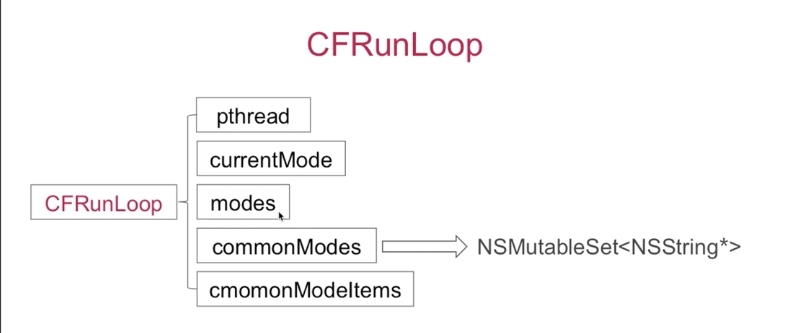 CFRunLoop
pthread
currentMode
CFRunLoop
modes
commonModes
NSMutableSet<NSString*>
cmomonModeItems